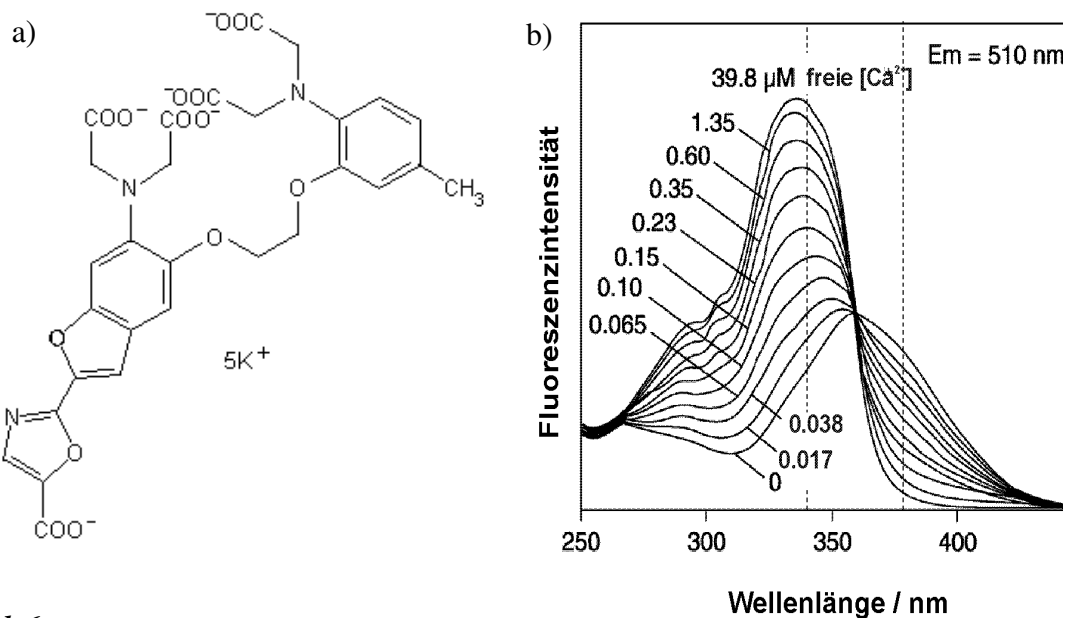 a)
⁻OOC
⁻OOC
COO⁻
COO⁻
N
N
O
CH₃
O
O
5K⁺
N
O
COO⁻
b)
Em = 510 nm
39.8 µM freie [Ca²⁺]
1.35
0.60
0.35
0.23
0.15
0.10
0.065
0.038
0.017
0
Fluoreszenzintensität
250
300
350
400
Wellenlänge / nm